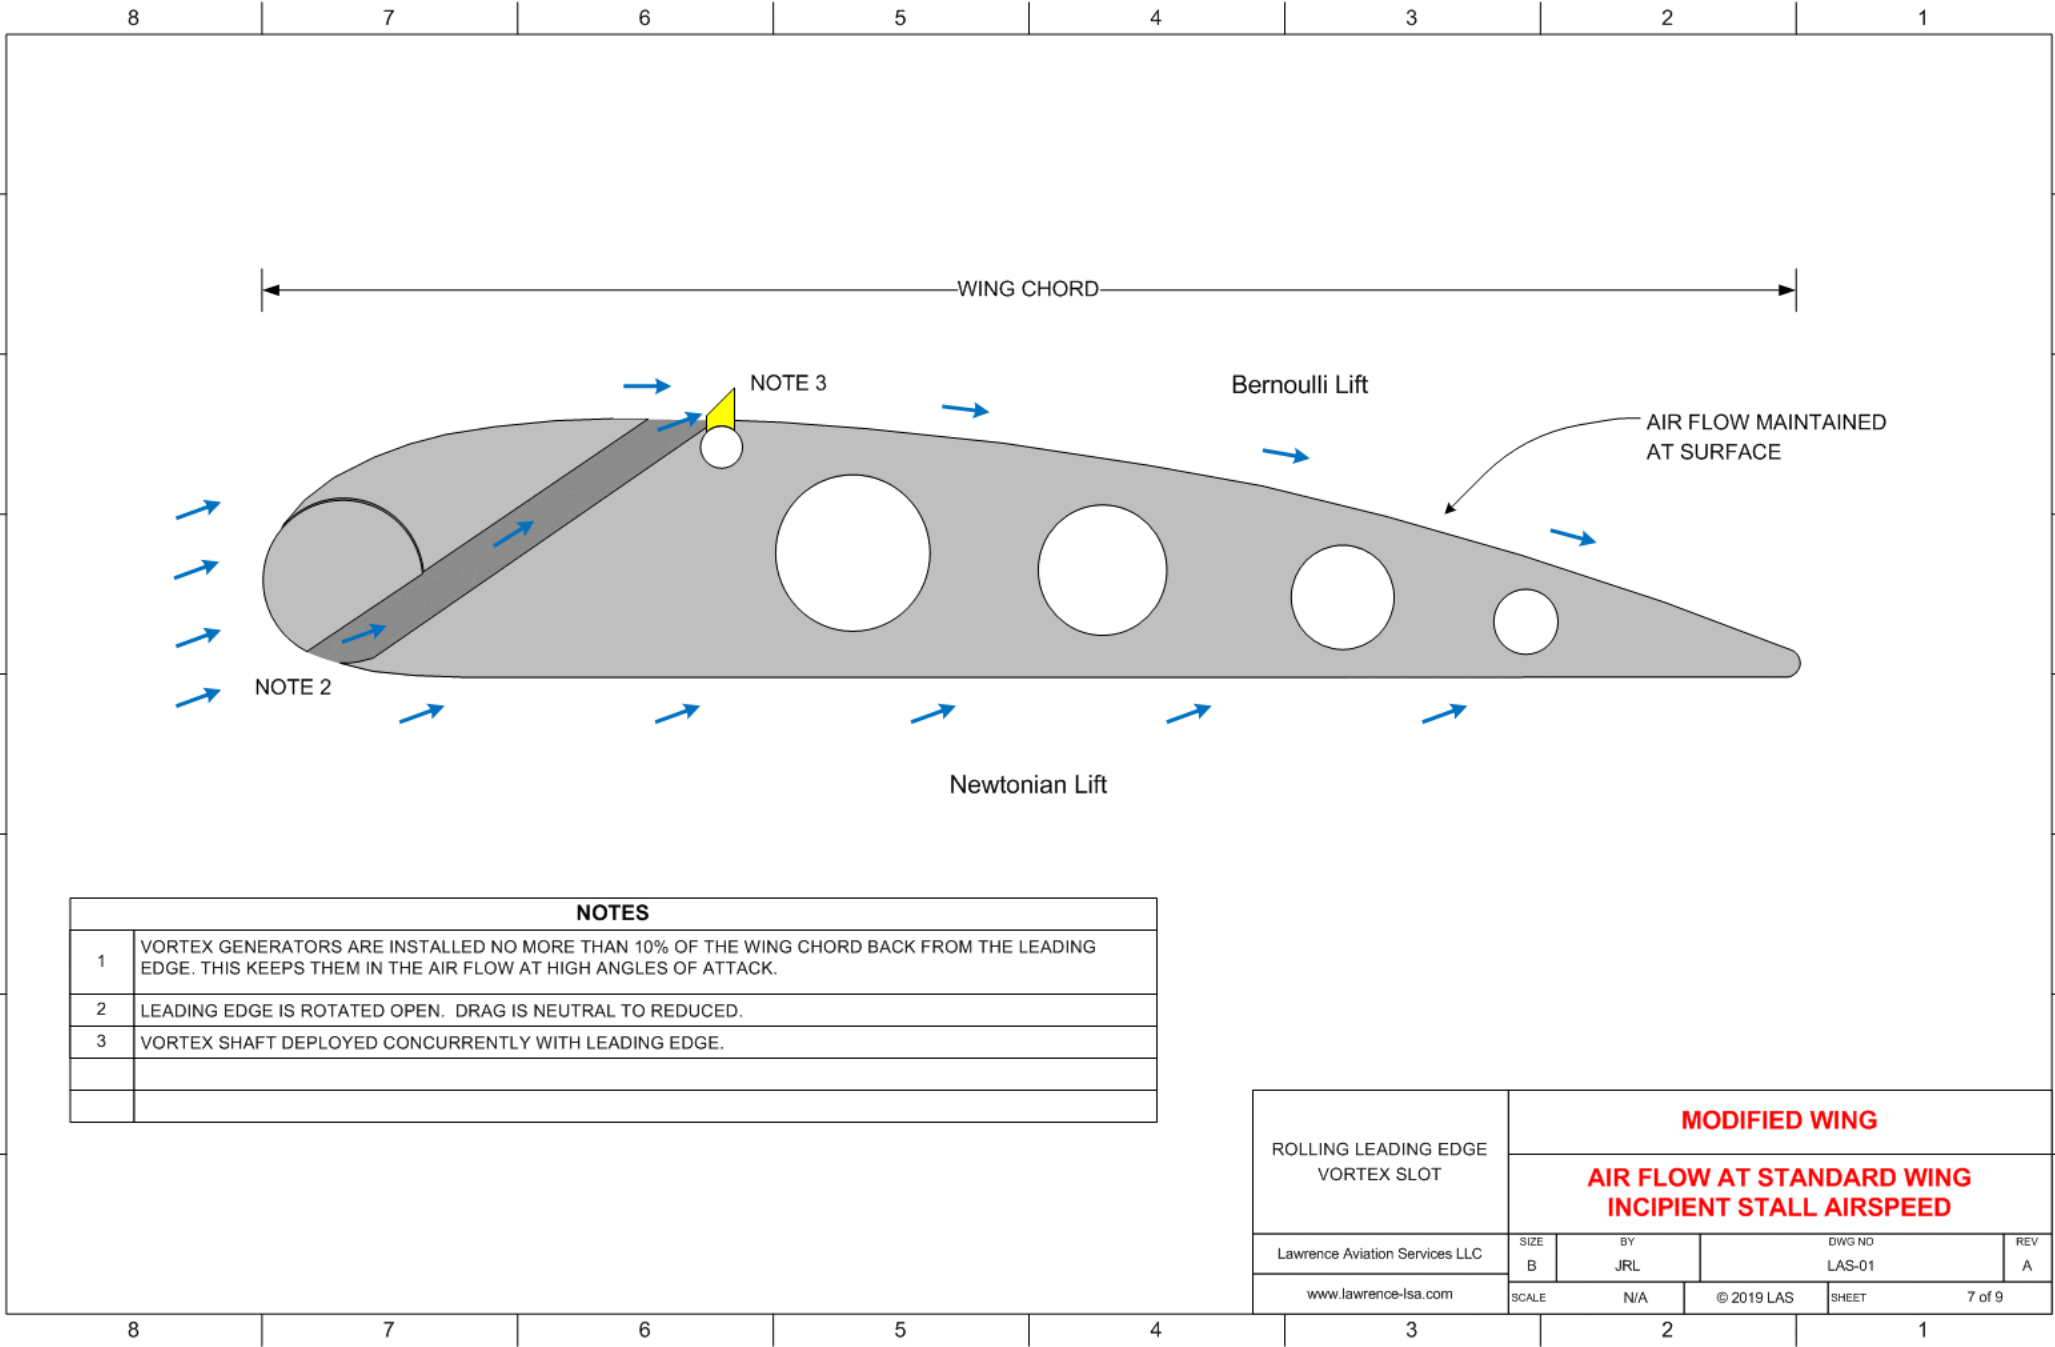 8 7 6 5 4 3 2 1
WING CHORD
NOTE 3
Bernoulli Lift
AIR FLOW MAINTAINED
AT SURFACE
NOTE 2
Newtonian Lift
NOTES
1 VORTEX GENERATORS ARE INSTALLED NO MORE THAN 10% OF THE WING CHORD BACK FROM THE LEADING
EDGE. THIS KEEPS THEM IN THE AIR FLOW AT HIGH ANGLES OF ATTACK.
2 LEADING EDGE IS ROTATED OPEN. DRAG IS NEUTRAL TO REDUCED.
3 VORTEX SHAFT DEPLOYED CONCURRENTLY WITH LEADING EDGE.
ROLLING LEADING EDGE
VORTEX SLOT
MODIFIED WING
AIR FLOW AT STANDARD WING
INCIPIENT STALL AIRSPEED
Lawrence Aviation Services LLC
www.lawrence-lsa.com
SIZE BY DWG NO REV
B JRL LAS-01 A
SCALE N/A © 2019 LAS SHEET 7 of 9
8 7 6 5 4 3 2 1